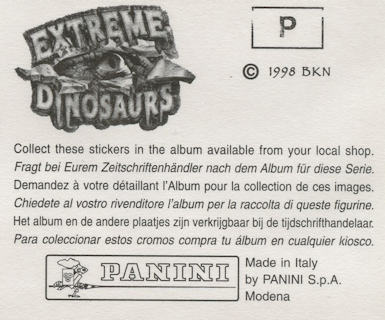 EXTREME
DINOSAURS
P
© 1998 BKN
Collect these stickers in the album available from your local shop.
Fragt bei Eurem Zeitschriftenhändler nach dem Album für diese Serie.
Demandez à votre détaillant l'Album pour la collection de ces images.
Chiedete al vostro rivenditore l'album per la raccolta di queste figurine.
Het album en de andere plaatjes zijn verkrijgbaar bij de tijdschrifthandelaar.
Para coleccionar estos cromos compra tu álbum en cualquier kiosco.
PANINI
Made in Italy
by PANINI S.p.A.
Modena